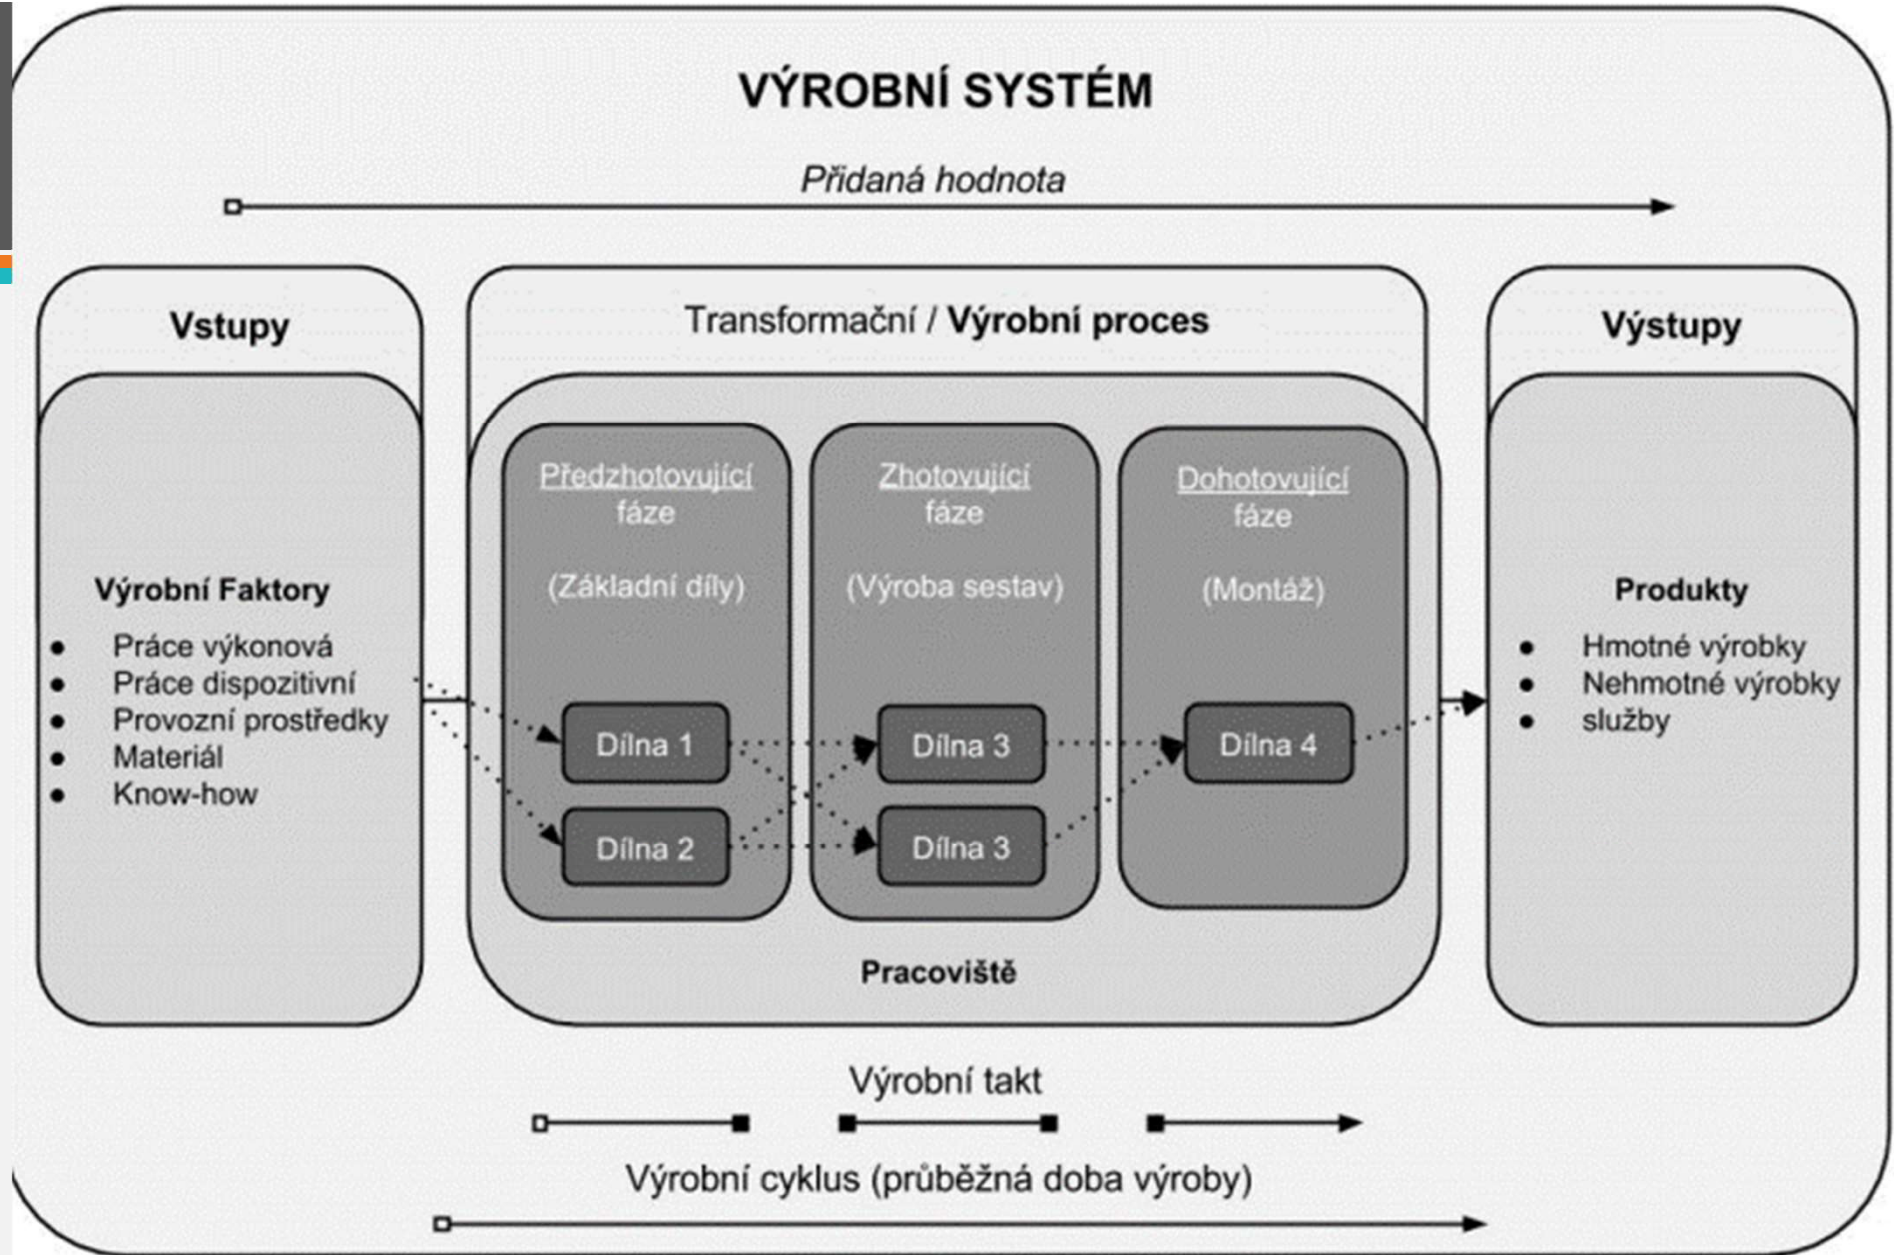 VÝROBNÍ SYSTÉM
Přidaná hodnota
Vstupy
Výrobní Faktory
Práce výkonová
Práce dispozitivní
Provozní prostředky
Materiál
Know-how
Transformační / Výrobní proces
Předzhotovující
fáze
(Základní díly)
Dílna 1
Dílna 2
Zhotovující
fáze
(Výroba sestav)
Dílna 3
Dílna 3
Dohotovující
fáze
(Montáž)
Dílna 4
Pracoviště
Výstupy
Produkty
Hmotné výrobky
Nehmotné výrobky
služby
Výrobní takt
Výrobní cyklus (průběžná doba výroby)